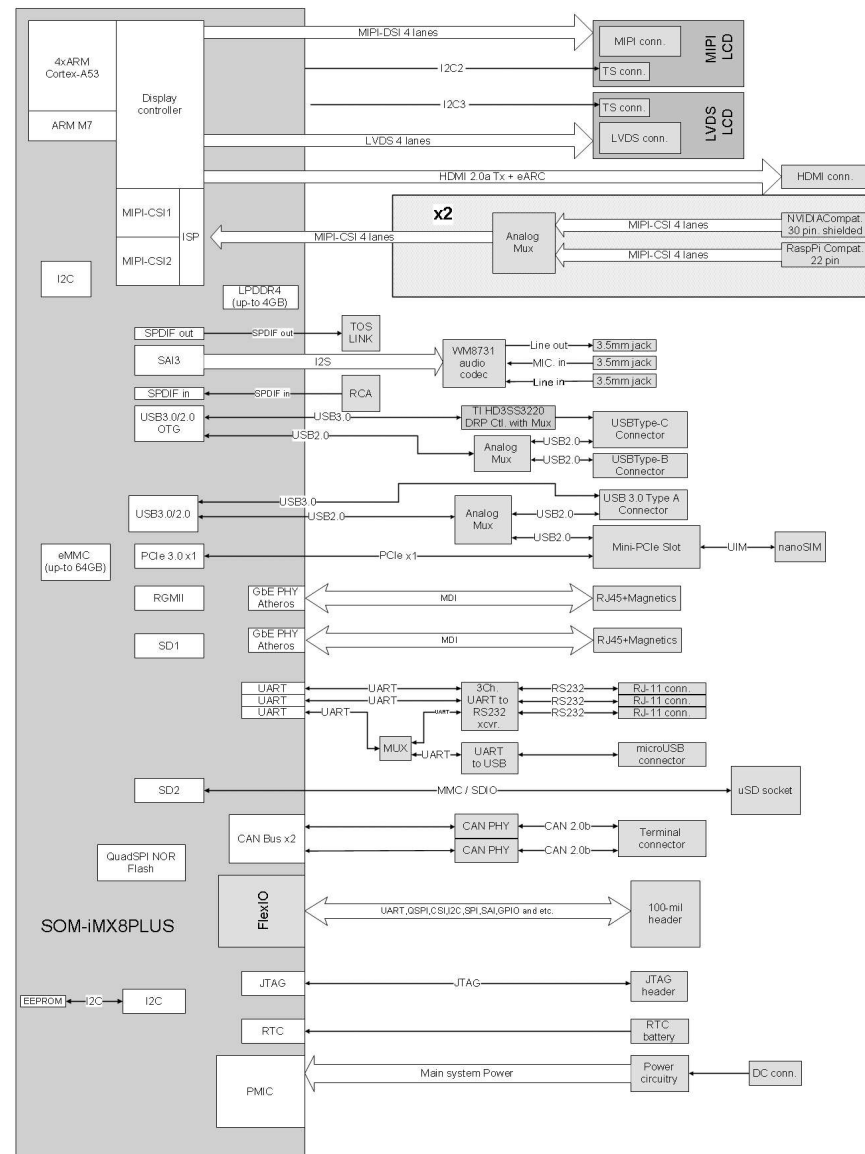 MIPI-DSI 4 lanes
MIPI conn.
MIPI
LCD
4xARM
Cortex-A53
I2C2
TS conn.
Display
controller
I2C3
TS conn.
LVDS
LCD
ARM M7
LVDS 4 lanes
LVDS conn.
HDMI 2.0a Tx + eARC
HDMI conn.
MIPI-CSI1
ISP
x2
MIPI-CSI 4 lanes
Analog
Mux
MIPI-CSI 4 lanes
NVIDIACompat.
30 pin. shielded
MIPI-CSI2
MIPI-CSI 4 lanes
RaspPi Compat.
22 pin
I2C
LPDDR4
(up-to 4GB)
SPDIF out
SPDIF out
TOS
LINK
SAI3
I2S
WM8731
audio
codec
Line out
3.5mm jack
MIC. in
3.5mm jack
Line in
3.5mm jack
SPDIF in
SPDIF in
RCA
USB3.0/2.0
OTG
USB3.0
TI HD3SS3220
DRP Ctl. with Mux
USBType-C
Connector
USB2.0
Analog
Mux
USB2.0
USB2.0
USBType-B
Connector
USB3.0/2.0
USB3.0
USB 3.0 Type A
Connector
USB2.0
Analog
Mux
USB2.0
USB2.0
eMMC
(up-to 64GB)
PCIe 3.0 x1
PCIe x1
Mini-PCIe Slot
UIM
nanoSIM
RGMII
GbE PHY
Atheros
MDI
RJ45+Magnetics
SD1
GbE PHY
Atheros
MDI
RJ45+Magnetics
UART
UART
3Ch.
UART to
RS232
xcvr.
RS232
RJ-11 conn.
UART
UART
RS232
RJ-11 conn.
UART
UART
UART
RS232
RJ-11 conn.
MUX
UART
UART
to USB
microUSB
connector
SD2
MMC / SDIO
uSD socket
CAN Bus x2
CAN PHY
CAN 2.0b
Terminal
connector
CAN PHY
CAN 2.0b
QuadSPI NOR
Flash
SOM-iMX8PLUS
FlexIO
UART,QSPI,CSI,I2C,SPI,SAI,GPIO and etc.
100-mil
header
JTAG
JTAG
JTAG
header
EEPROM
I2C
I2C
RTC
RTC
battery
PMIC
Main system Power
Power
circuitry
DC conn.